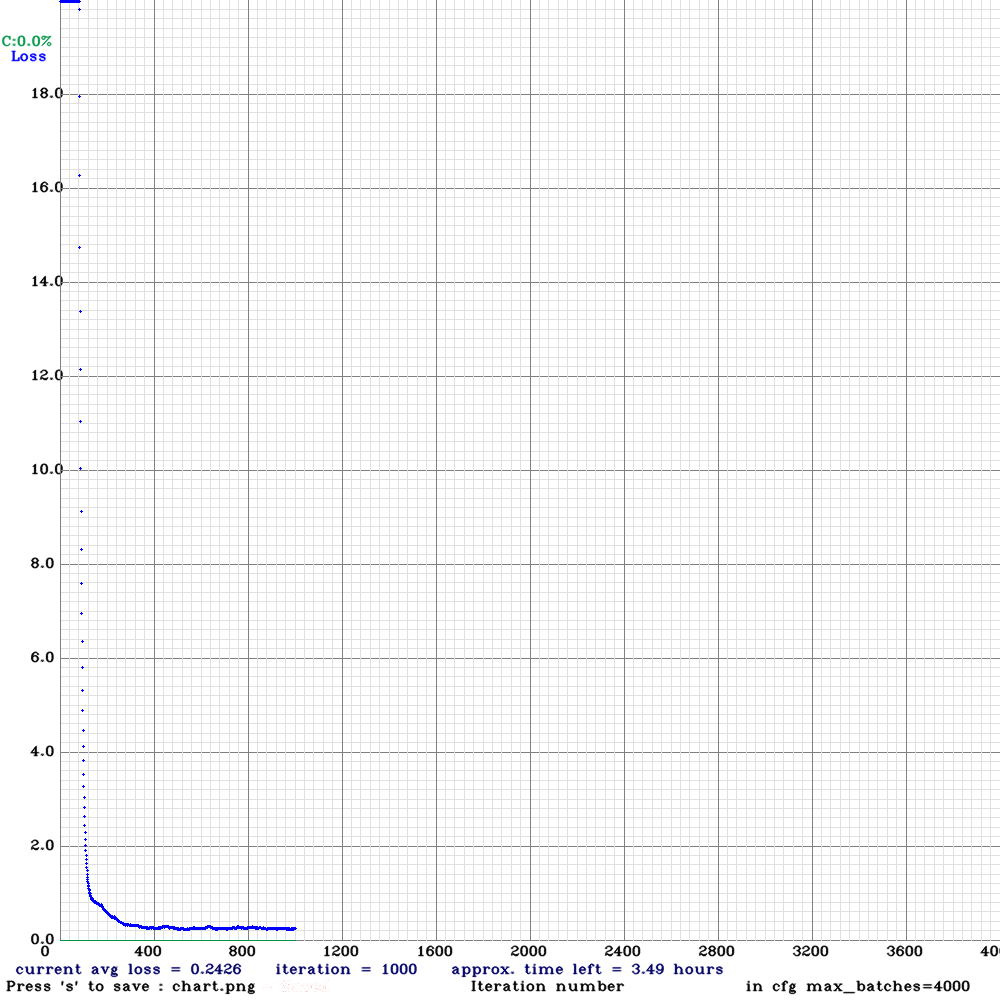 C:0.0%
Loss
18.0
16.0
14.0
12.0
10.0
8.0
6.0
4.0
2.0
0.0
0 400 800 1200 1600 2000 2400 2800 3200 3600 400
current avg loss = 0.2426 iteration = 1000 approx. time left = 3.49 hours
Press 's' to save : chart.png Iteration number in cfg max_batches=4000